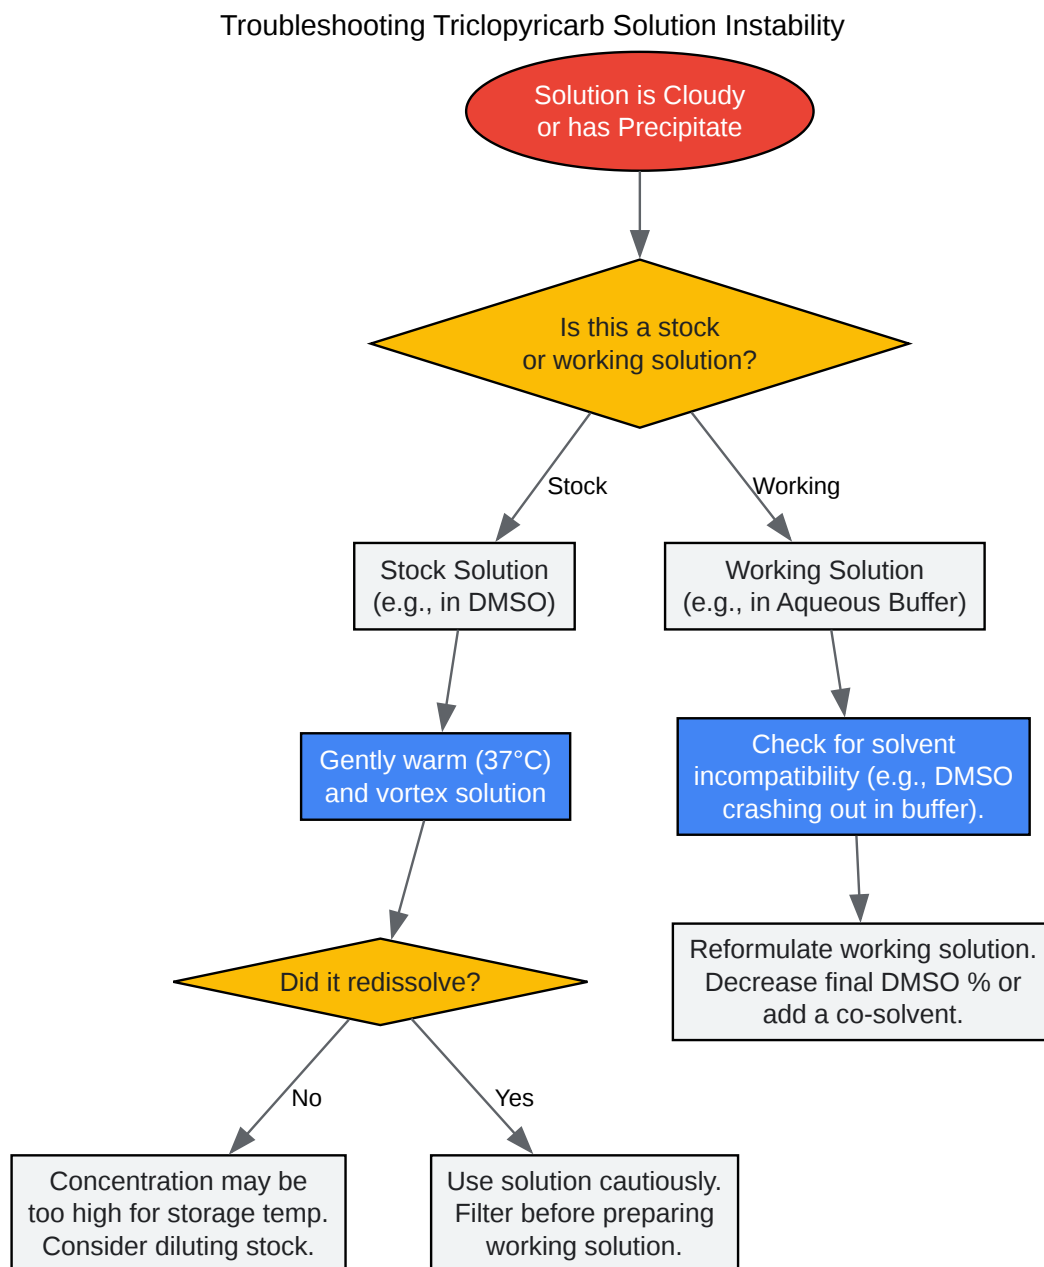 Troubleshooting Triclopyricarb Solution Instability
Solution is Cloudy
or has Precipitate
Is this a stock
or working solution?
Stock
Working
Stock Solution
(e.g., in DMSO)
Working Solution
(e.g., in Aqueous Buffer)
Gently warm (37°C)
and vortex solution
Check for solvent
incompatibility (e.g., DMSO
crashing out in buffer).
Did it redissolve?
Reformulate working solution.
Decrease final DMSO % or
add a co-solvent.
No
Yes
Concentration may be
too high for storage temp.
Consider diluting stock.
Use solution cautiously.
Filter before preparing
working solution.